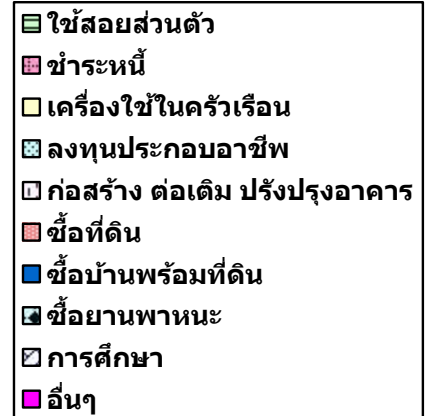 ใช้สอยส่วนตัว
ชำระหนี้
เครื่องใช้ในครัวเรือน
ลงทุนประกอบอาชีพ
ก่อสร้าง ต่อเติม ปรังปรุงอาคาร
ซื้อที่ดิน
ซื้อบ้านพร้อมที่ดิน
ซื้อยานพาหนะ
การศึกษา
อื่นๆ